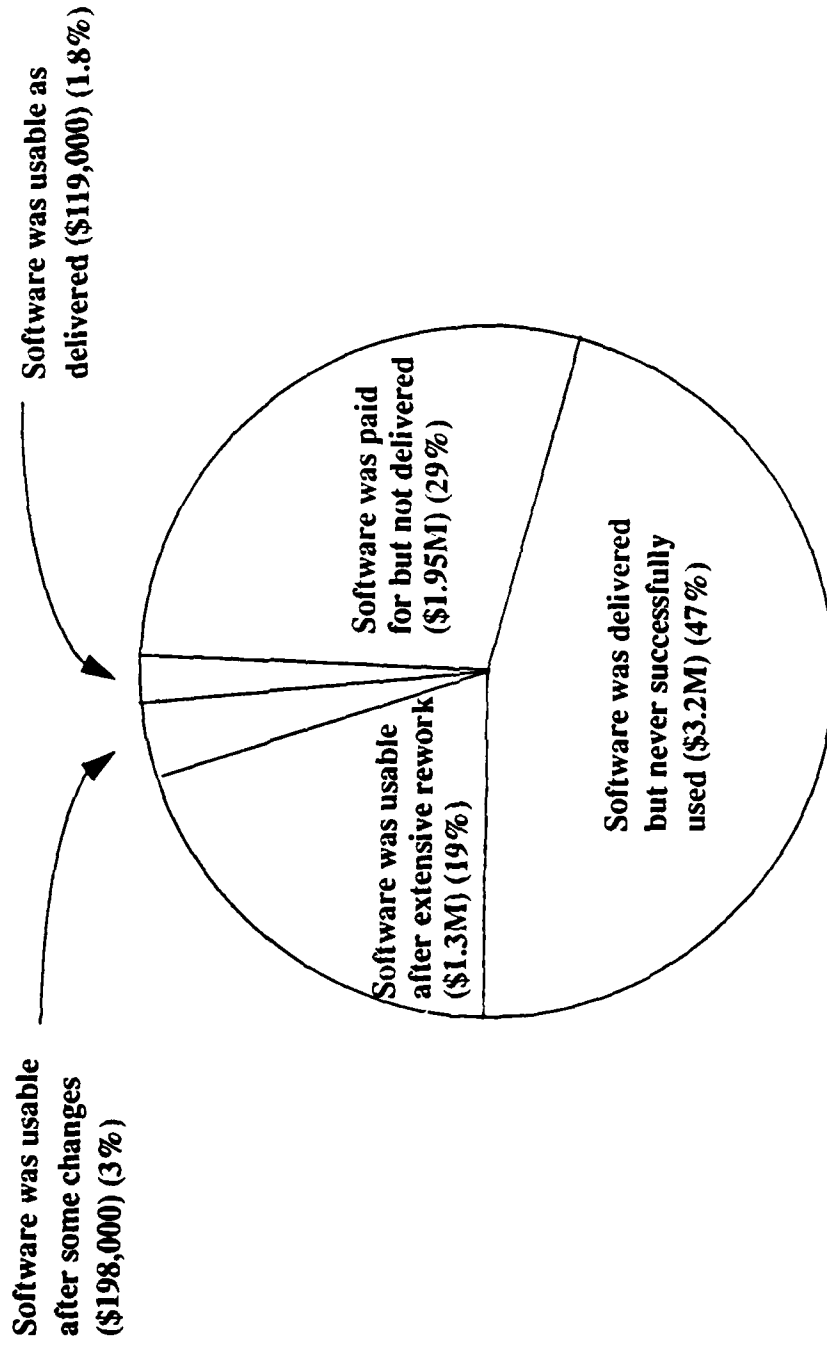 Software was usable
after some changes
($198,000) (3%)
Software was usable as
delivered ($119,000) (1.8%)
Software was usable
after extensive rework
($1.3M) (19%)
Software was paid
for but not delivered
($1.95M) (29%)
Software was delivered
but never successfully
used ($3.2M) (47%)